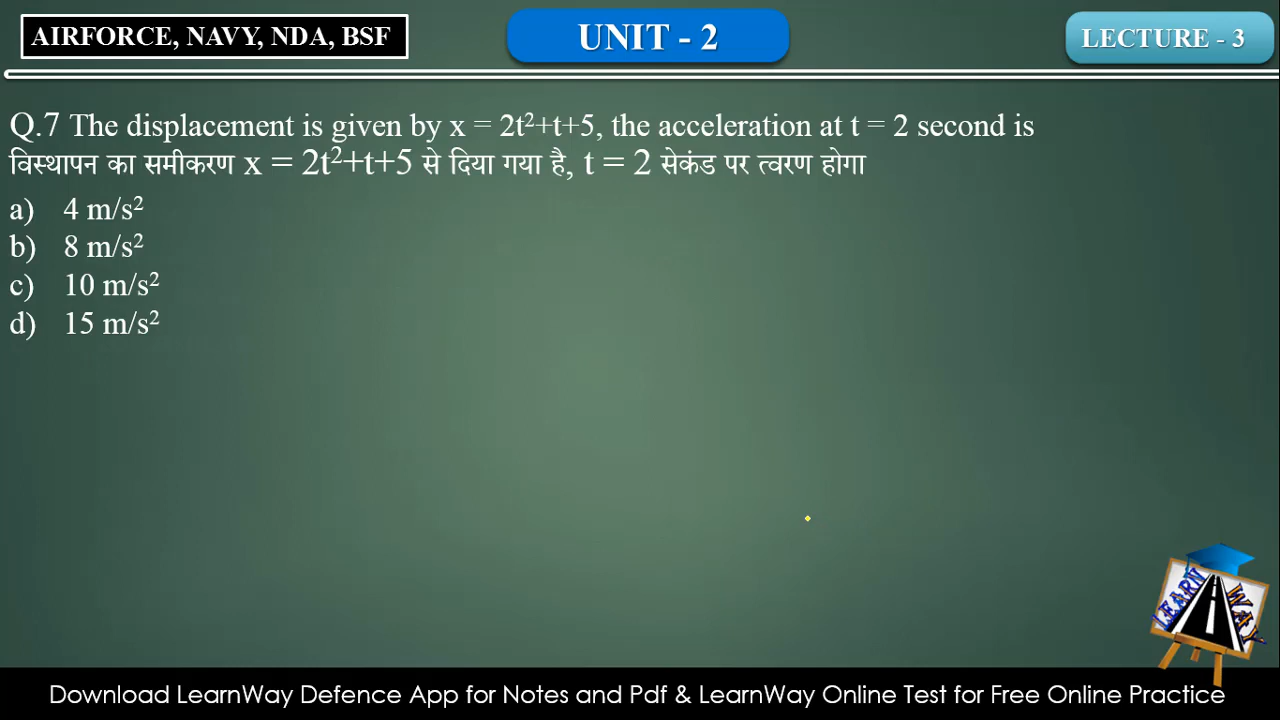 AIRFORCE, NAVY, NDA, BSF
UNIT - 2
LECTURE - 3
Q.7 The displacement is given by x = 2t²+t+5, the acceleration at t = 2 second is
विस्थापन का समीकरण x = 2t²+t+5 से दिया गया है, t = 2 सेकंड पर त्वरण होगा
a) 4 m/s²
b) 8 m/s²
c) 10 m/s²
d) 15 m/s²
LEARN WAY
Download LearnWay Defence App for Notes and Pdf & LearnWay Online Test for Free Online Practice